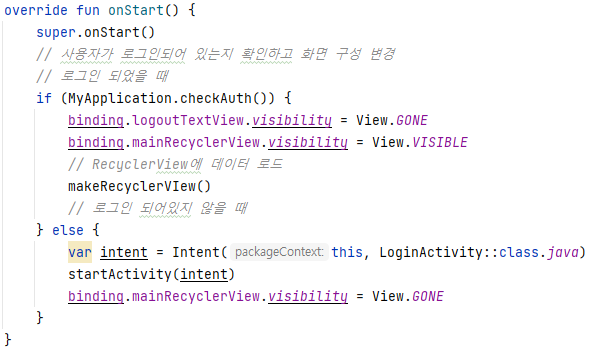 override fun onStart() {
super.onStart()
// 사용자가 로그인되어 있는지 확인하고 화면 구성 변경
// 로그인 되었을 때
if (MyApplication.checkAuth()) {
binding.logoutTextView.visibility = View.GONE
binding.mainRecyclerView.visibility = View.VISIBLE
// RecyclerView에 데이터 로드
makeRecyclerVIew()
// 로그인 되어있지 않을 때
} else {
var intent = Intent( packageContext: this, LoginActivity::class.java)
startActivity(intent)
binding.mainRecyclerView.visibility = View.GONE
}
}